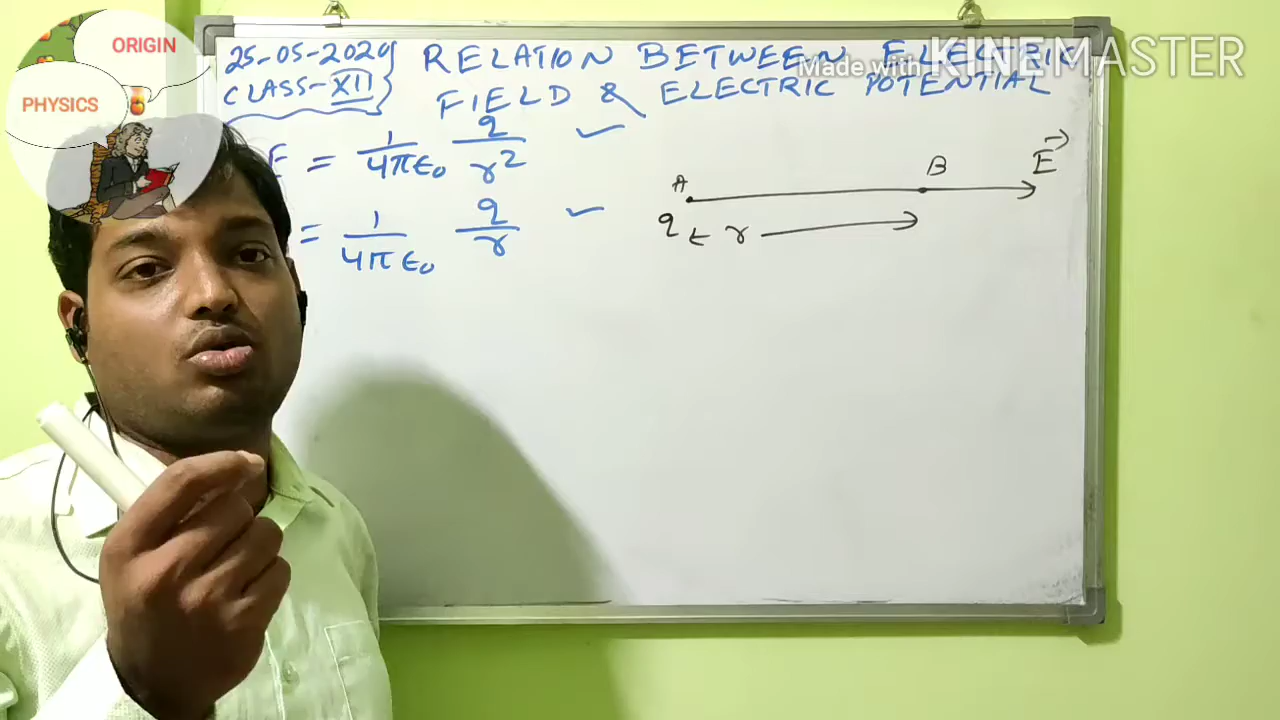 ORIGIN
PHYSICS
Made with KINEMASTER
25-05-2020
CLASS-XII
RELATION BETWEEN ELECTRIC
FIELD & ELECTRIC POTENTIAL
E = 1/4πϵ₀ q/r² ✓
= 1/4πϵ₀ q/r ✓
A B E⃗
q ← r →